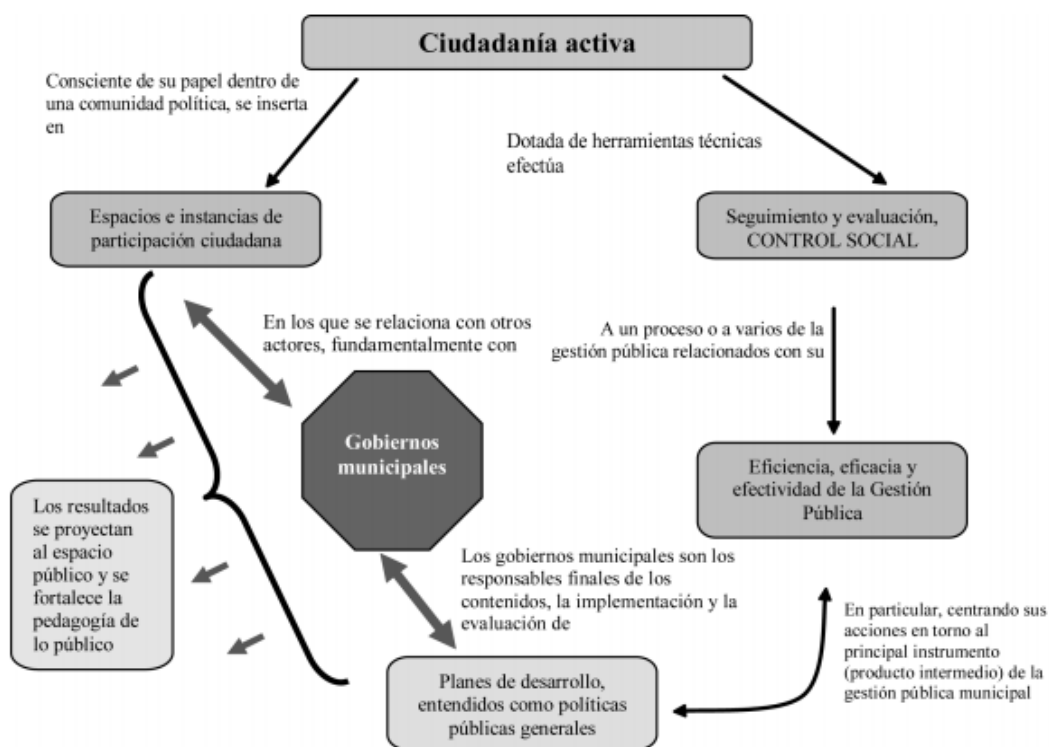 Ciudadanía activa
Consciente de su papel dentro de
una comunidad política, se inserta
en
Dotada de herramientas técnicas
efectúa
Espacios e instancias de
participación ciudadana
Seguimiento y evaluación,
CONTROL SOCIAL
En los que se relaciona con otros
actores, fundamentalmente con
A un proceso o a varios de la
gestión pública relacionados con su
Gobiernos
municipales
Eficiencia, eficacia y
efectividad de la Gestión
Pública
Los resultados
se proyectan
al espacio
público y se
fortalece la
pedagogía de
lo público
Los gobiernos municipales son los
responsables finales de los
contenidos, la implementación y la
evaluación de
En particular, centrando sus
acciones en torno al
principal instrumento
(producto intermedio) de la
gestión pública municipal
Planes de desarrollo,
entendidos como políticas
públicas generales